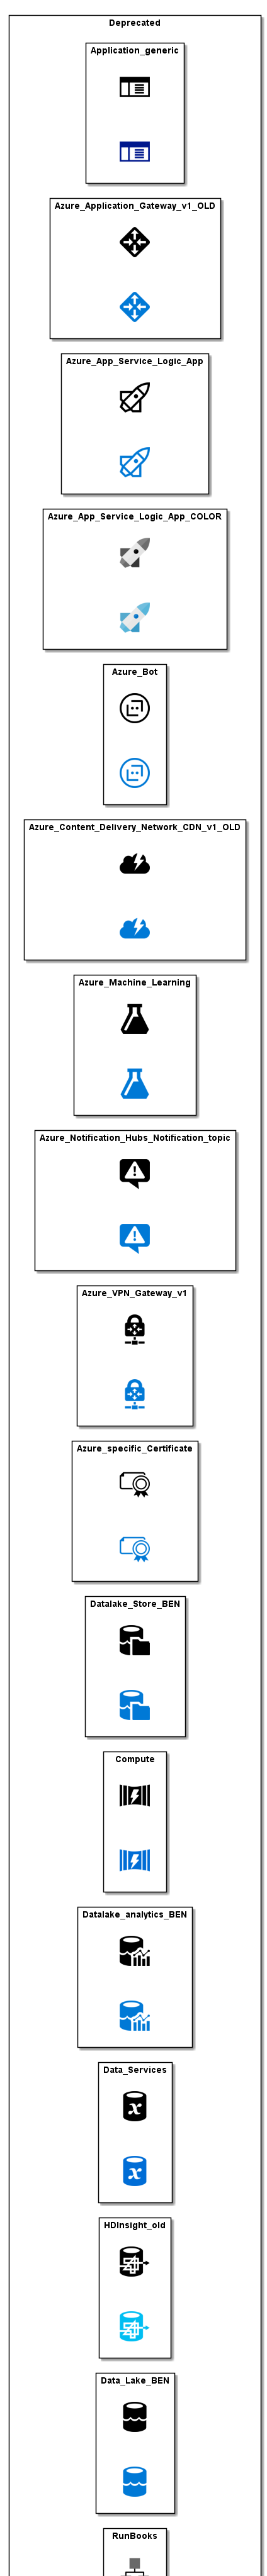 Deprecated
Application_generic
Azure_Application_Gateway_v1_OLD
Azure_App_Service_Logic_App
Azure_App_Service_Logic_App_COLOR
Azure_Bot
Azure_Content_Delivery_Network_CDN_v1_OLD
Azure_Machine_Learning
Azure_Notification_Hubs_Notification_topic
Azure_VPN_Gateway_v1
Azure_specific_Certificate
Datalake_Store_BEN
Compute
Datalake_analytics_BEN
Data_Services
HDInsight_old
Data_Lake_BEN
RunBooks